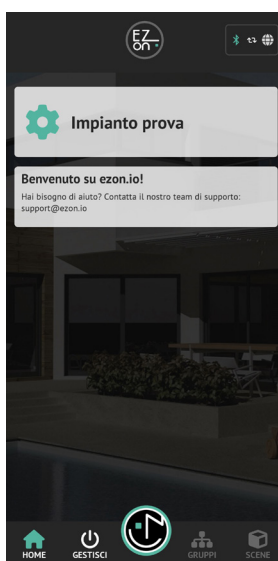 EZ
on
Impianto prova
Benvenuto su ezon.io!
Hai bisogno di aiuto? Contatta il nostro team di supporto:
support@ezon.io
HOME
GESTISCI
GRUPPI
SCENE